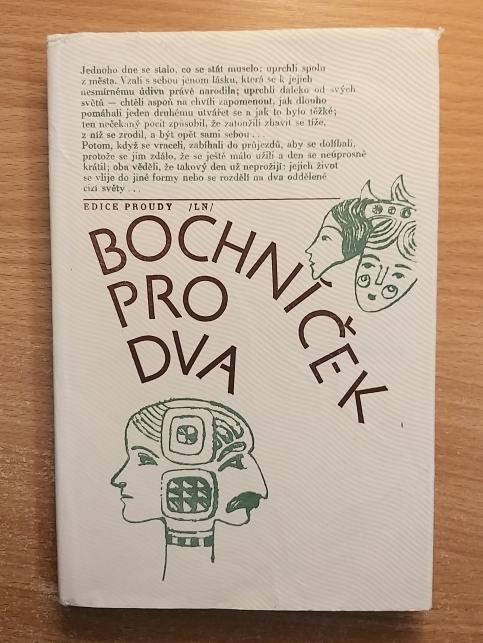 Jednoho dne se stalo, co se stát muselo; uprchli spolu
z města. Vzali s sebou jenom lásku, která se k jejich
nesmírnému údivu právě narodila; uprchli daleko od svých
světů — chtěli aspoň na chvíli zapomenout, jak dlouho
pomáhali jeden druhému utvářet se a jak to bylo těžké;
ten nečekaný pocit způsobil, že zatoužili zbavit se tíže,
z níž se zrodil, a být opět sami sebou . . .
Potom, když se vraceli, zabíhali do průjezdů, aby se dolíbali,
protože se jim zdálo, že se ještě málo užili a den se neúprosně
krátil; oba věděli, že takový den už neprožijí: jejich život
se vlije do jiné formy nebo se rozdělí na dva oddělené
cizí světy . . .
EDICE PROUDY /LN/
BOCHNÍČEK
PRO
DVA